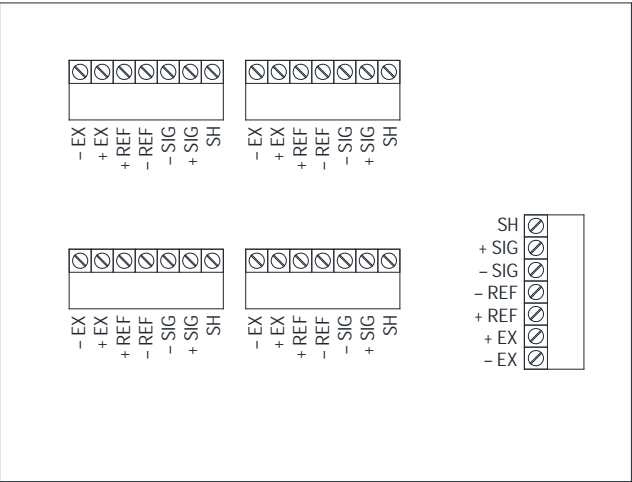 – EX
+ EX
+ REF
– REF
– SIG
+ SIG
SH
– EX
+ EX
+ REF
– REF
– SIG
+ SIG
SH
– EX
+ EX
+ REF
– REF
– SIG
+ SIG
SH
– EX
+ EX
+ REF
– REF
– SIG
+ SIG
SH
SH
+ SIG
– SIG
– REF
+ REF
+ EX
– EX